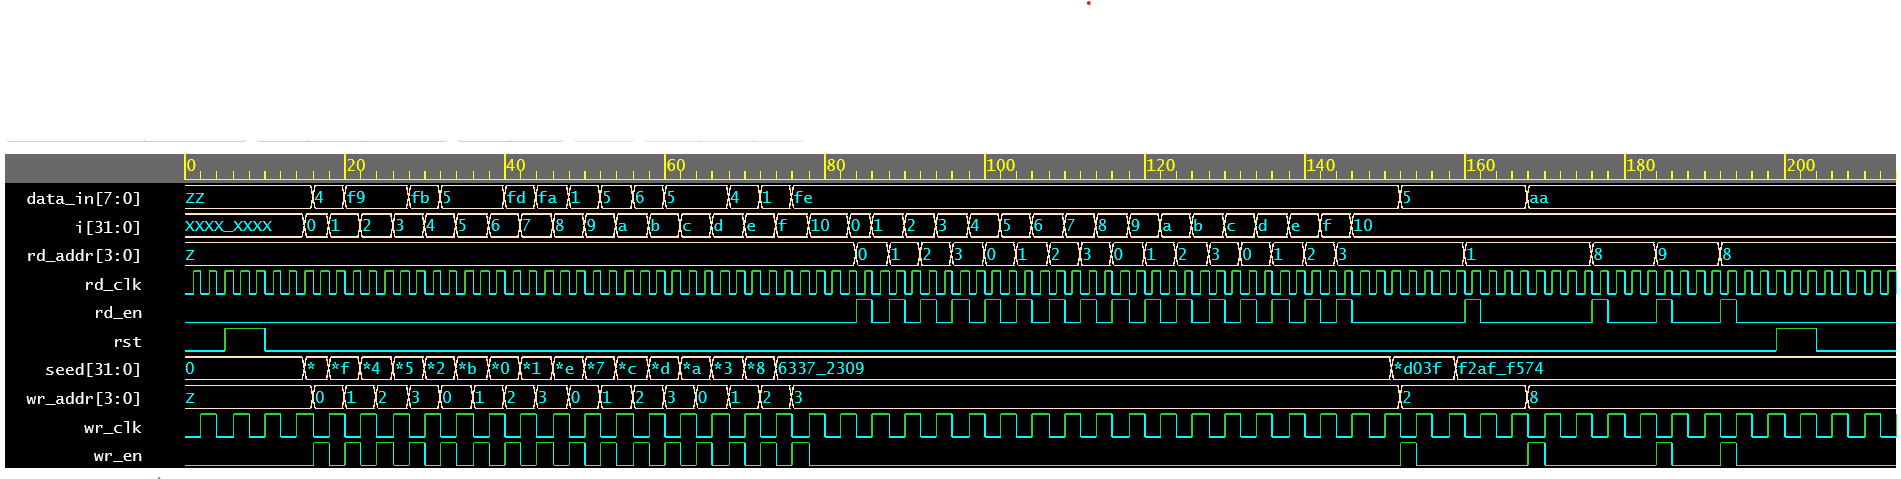 0 20 40 60 80 100 120 140 160 180 200
data_in[7:0] zz 4 f9 fb 5 fd fa 1 5 6 5 4 1 fe 5 aa
i[31:0] XXXX_XXXX 0 1 2 3 4 5 6 7 8 9 a b c d e f 10 0 1 2 3 4 5 6 7 8 9 a b c d e f 10
rd_addr[3:0] z 0 1 2 3 0 1 2 3 0 1 2 3 0 1 2 3 1 8 9 8
rd_clk
rd_en
rst
seed[31:0] 0 * *f *4 *5 *2 *b *0 *1 *e *7 *c *d *a *3 *8 6337_2309 *d03f f2af_f574
wr_addr[3:0] z 0 1 2 3 0 1 2 3 0 1 2 3 0 1 2 3 2 8
wr_clk
wr_en